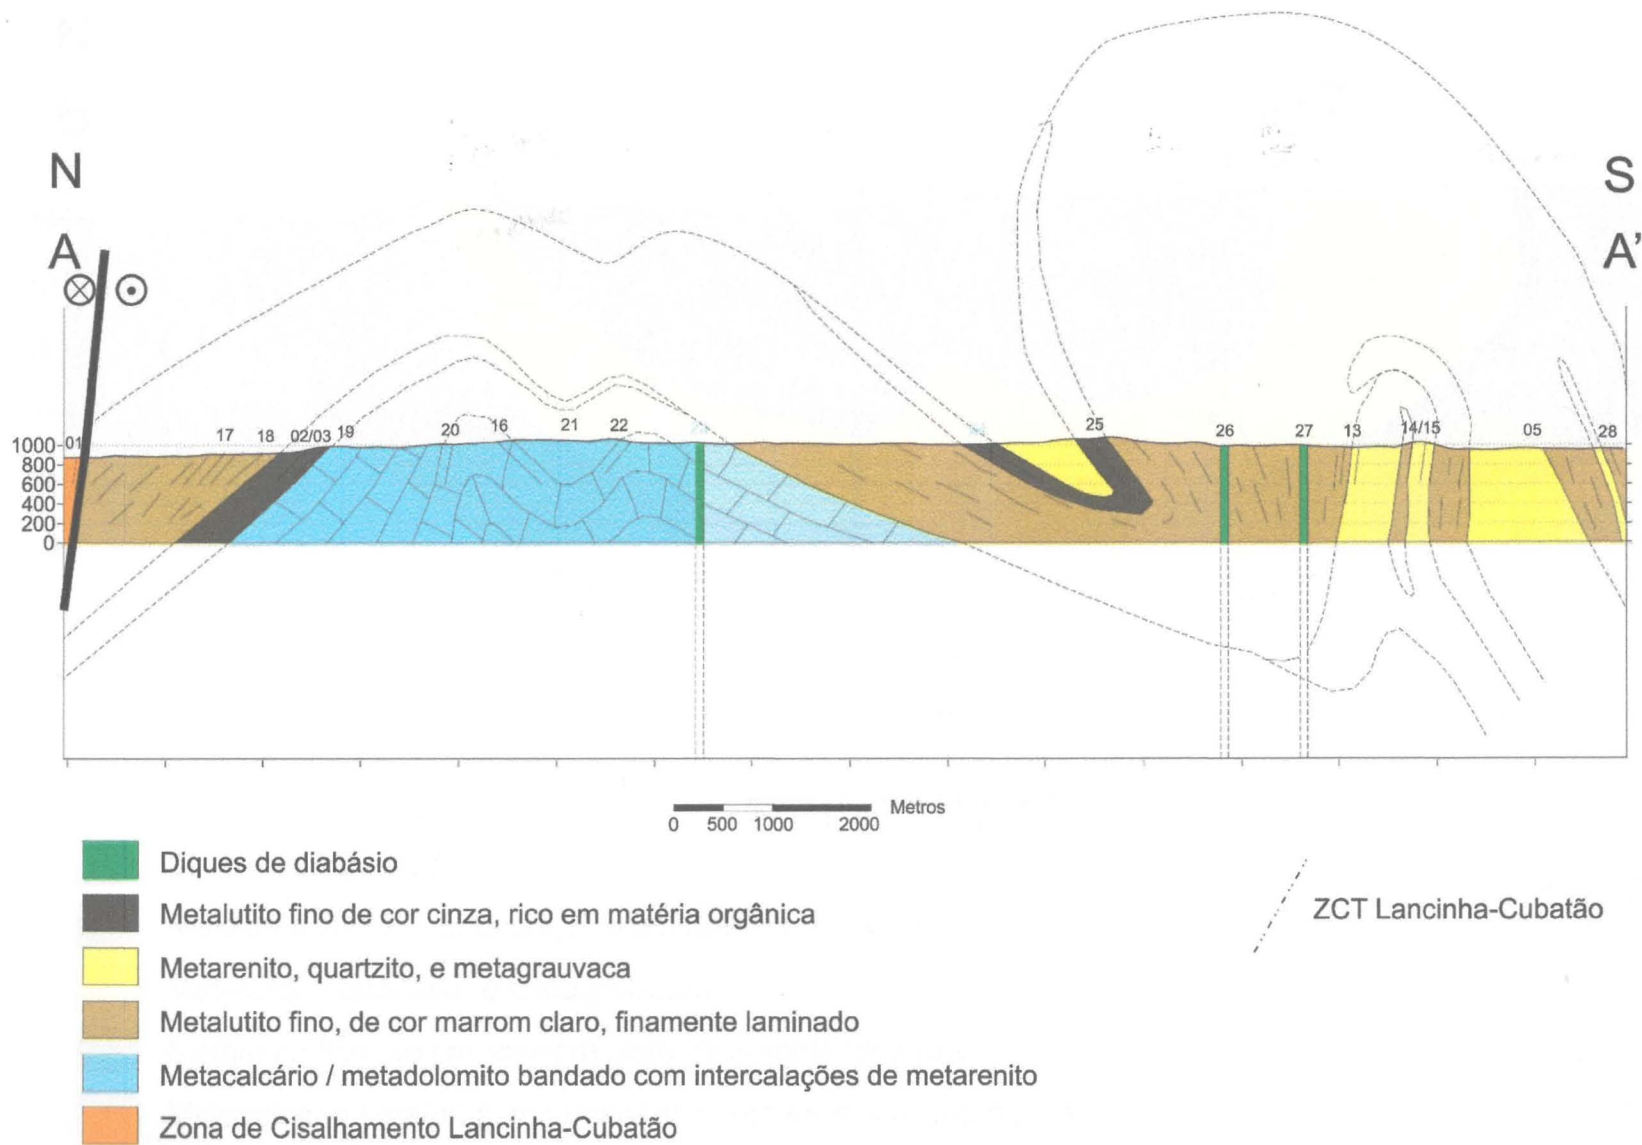 N
S
A
A'
17
18
02/03
19
20
16
21
22
25
26
27
13
14/15
05
28
1000
01
800
600
400
200
0
Metros
0
500
1000
2000
Diques de diabásio
Metalutito fino de cor cinza, rico em matéria orgânica
Metarenito, quartzito, e metagrauvaca
Metalutito fino, de cor marrom claro, finamente laminado
Metacalcário / metadolomito bandado com intercalações de metarenito
Zona de Cisalhamento Lancinha-Cubatão
ZCT Lancinha-Cubatão